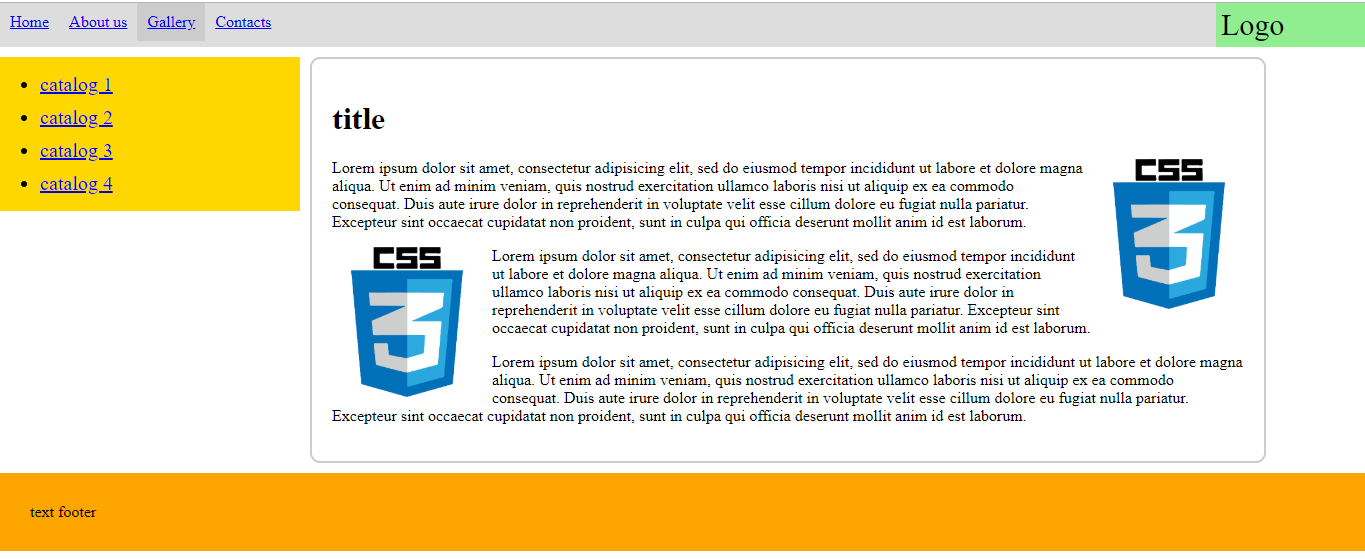 Home About us Gallery Contacts Logo
catalog 1
catalog 2
catalog 3
catalog 4
title
Lorem ipsum dolor sit amet, consectetur adipisicing elit, sed do eiusmod tempor incididunt ut labore et dolore magna
aliqua. Ut enim ad minim veniam, quis nostrud exercitation ullamco laboris nisi ut aliquip ex ea commodo
consequat. Duis aute irure dolor in reprehenderit in voluptate velit esse cillum dolore eu fugiat nulla pariatur.
Excepteur sint occaecat cupidatat non proident, sunt in culpa qui officia deserunt mollit anim id est laborum.
CSS
3
CSS
3
Lorem ipsum dolor sit amet, consectetur adipisicing elit, sed do eiusmod tempor incididunt
ut labore et dolore magna aliqua. Ut enim ad minim veniam, quis nostrud exercitation
ullamco laboris nisi ut aliquip ex ea commodo consequat. Duis aute irure dolor in
reprehenderit in voluptate velit esse cillum dolore eu fugiat nulla pariatur. Excepteur sint
occaecat cupidatat non proident, sunt in culpa qui officia deserunt mollit anim id est laborum.
Lorem ipsum dolor sit amet, consectetur adipisicing elit, sed do eiusmod tempor incididunt ut labore et dolore magna
aliqua. Ut enim ad minim veniam, quis nostrud exercitation ullamco laboris nisi ut aliquip ex ea commodo
consequat. Duis aute irure dolor in reprehenderit in voluptate velit esse cillum dolore eu fugiat nulla pariatur.
Excepteur sint occaecat cupidatat non proident, sunt in culpa qui officia deserunt mollit anim id est laborum.
text footer